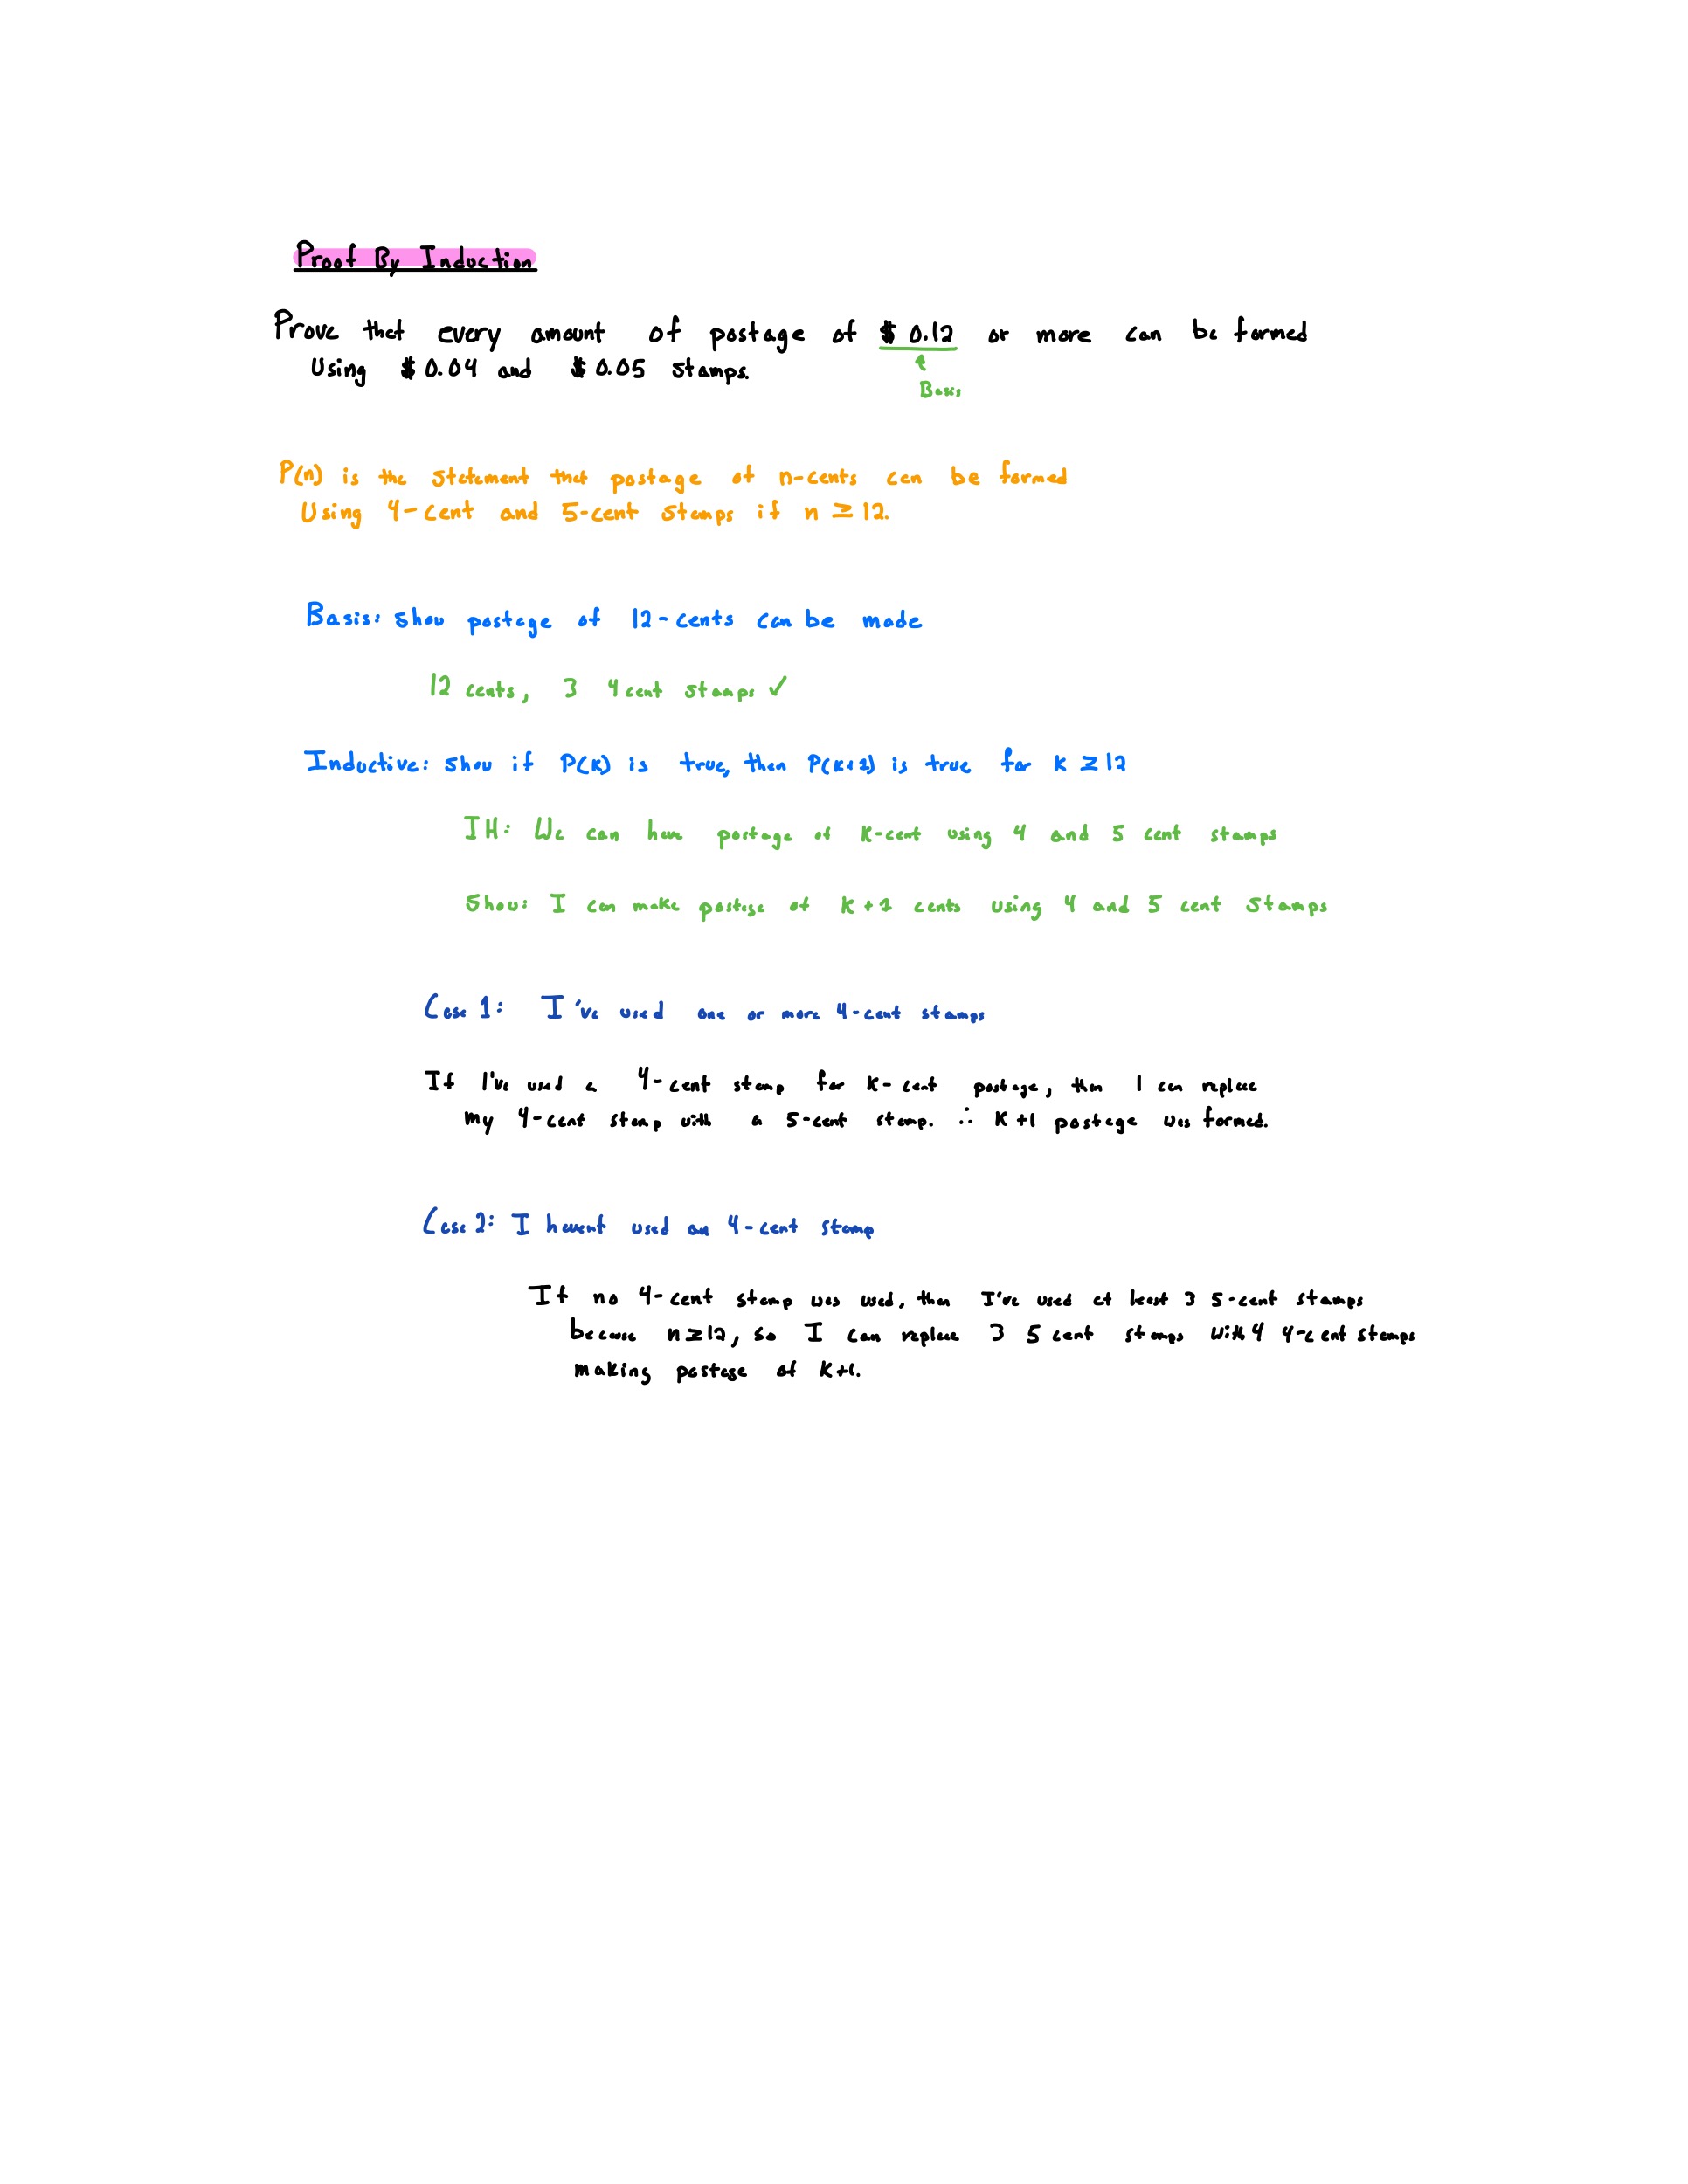 Proof By Induction
Prove that every amount of postage of $ 0.12 or more can be formed
Using $ 0.04 and $ 0.05 stamps.
Basis
P(n) is the statement that postage of n-cents can be formed
Using 4-cent and 5-cent stamps if n ≥ 12.
Basis: Show postage of 12-cents can be made
12 cents, 3 4cent stamps ✓
Inductive: Show if P(K) is true, then P(K+1) is true for K ≥ 12
IH: We can have postage of K-cent using 4 and 5 cent stamps
Show: I can make postage of K+1 cents using 4 and 5 cent stamps
Case 1: I've used one or more 4-cent stamps
If I've used a 4-cent stamp for K-cent postage, then I can replace
my 4-cent stamp with a 5-cent stamp. ∴ K+1 postage was formed.
Case 2: I havent used an 4-cent stamp
If no 4-cent stamp was used, then I've used at least 3 5-cent stamps
because n≥12, so I can replace 3 5 cent stamps with 4 4-cent stamps
making postage of K+1.